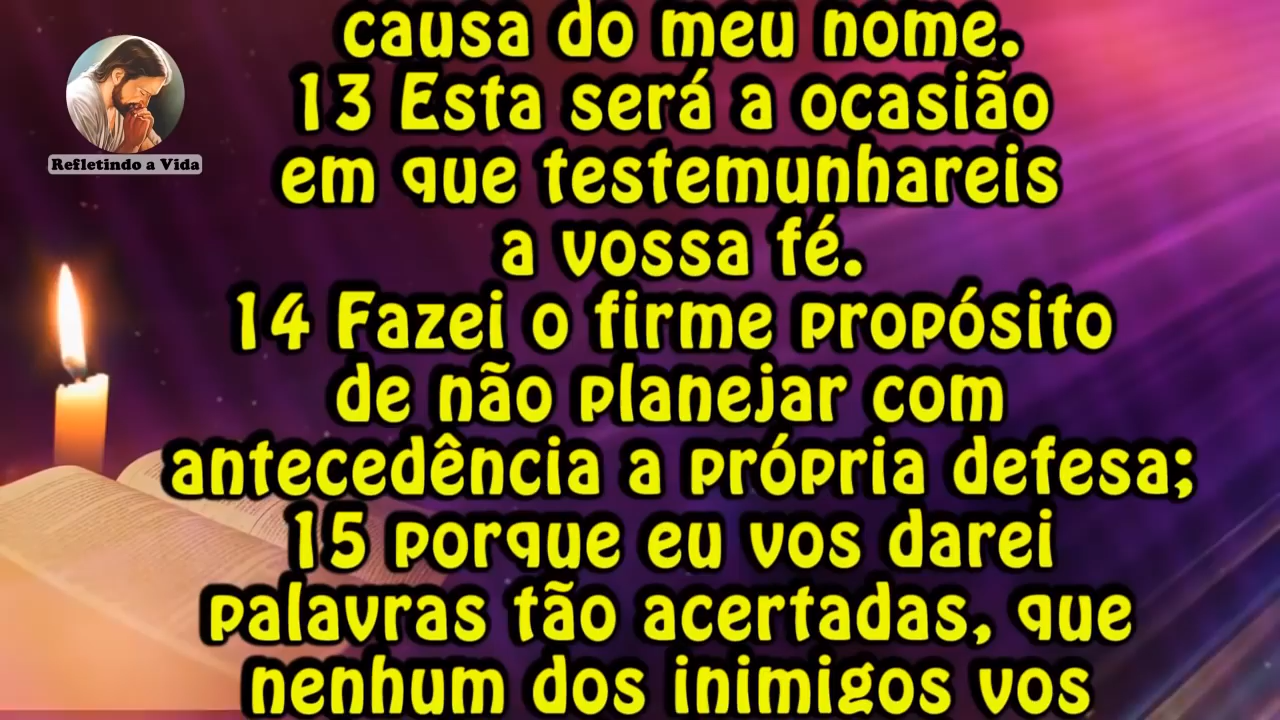 Refletindo a Vida
causa do meu nome.
13 Esta será a ocasião
em que testemunhareis
a vossa fé.
14 Fazei o firme propósito
de não planejar com
antecedência a própria defesa;
15 porque eu vos darei
palavras tão acertadas, que
nenhum dos inimigos vos